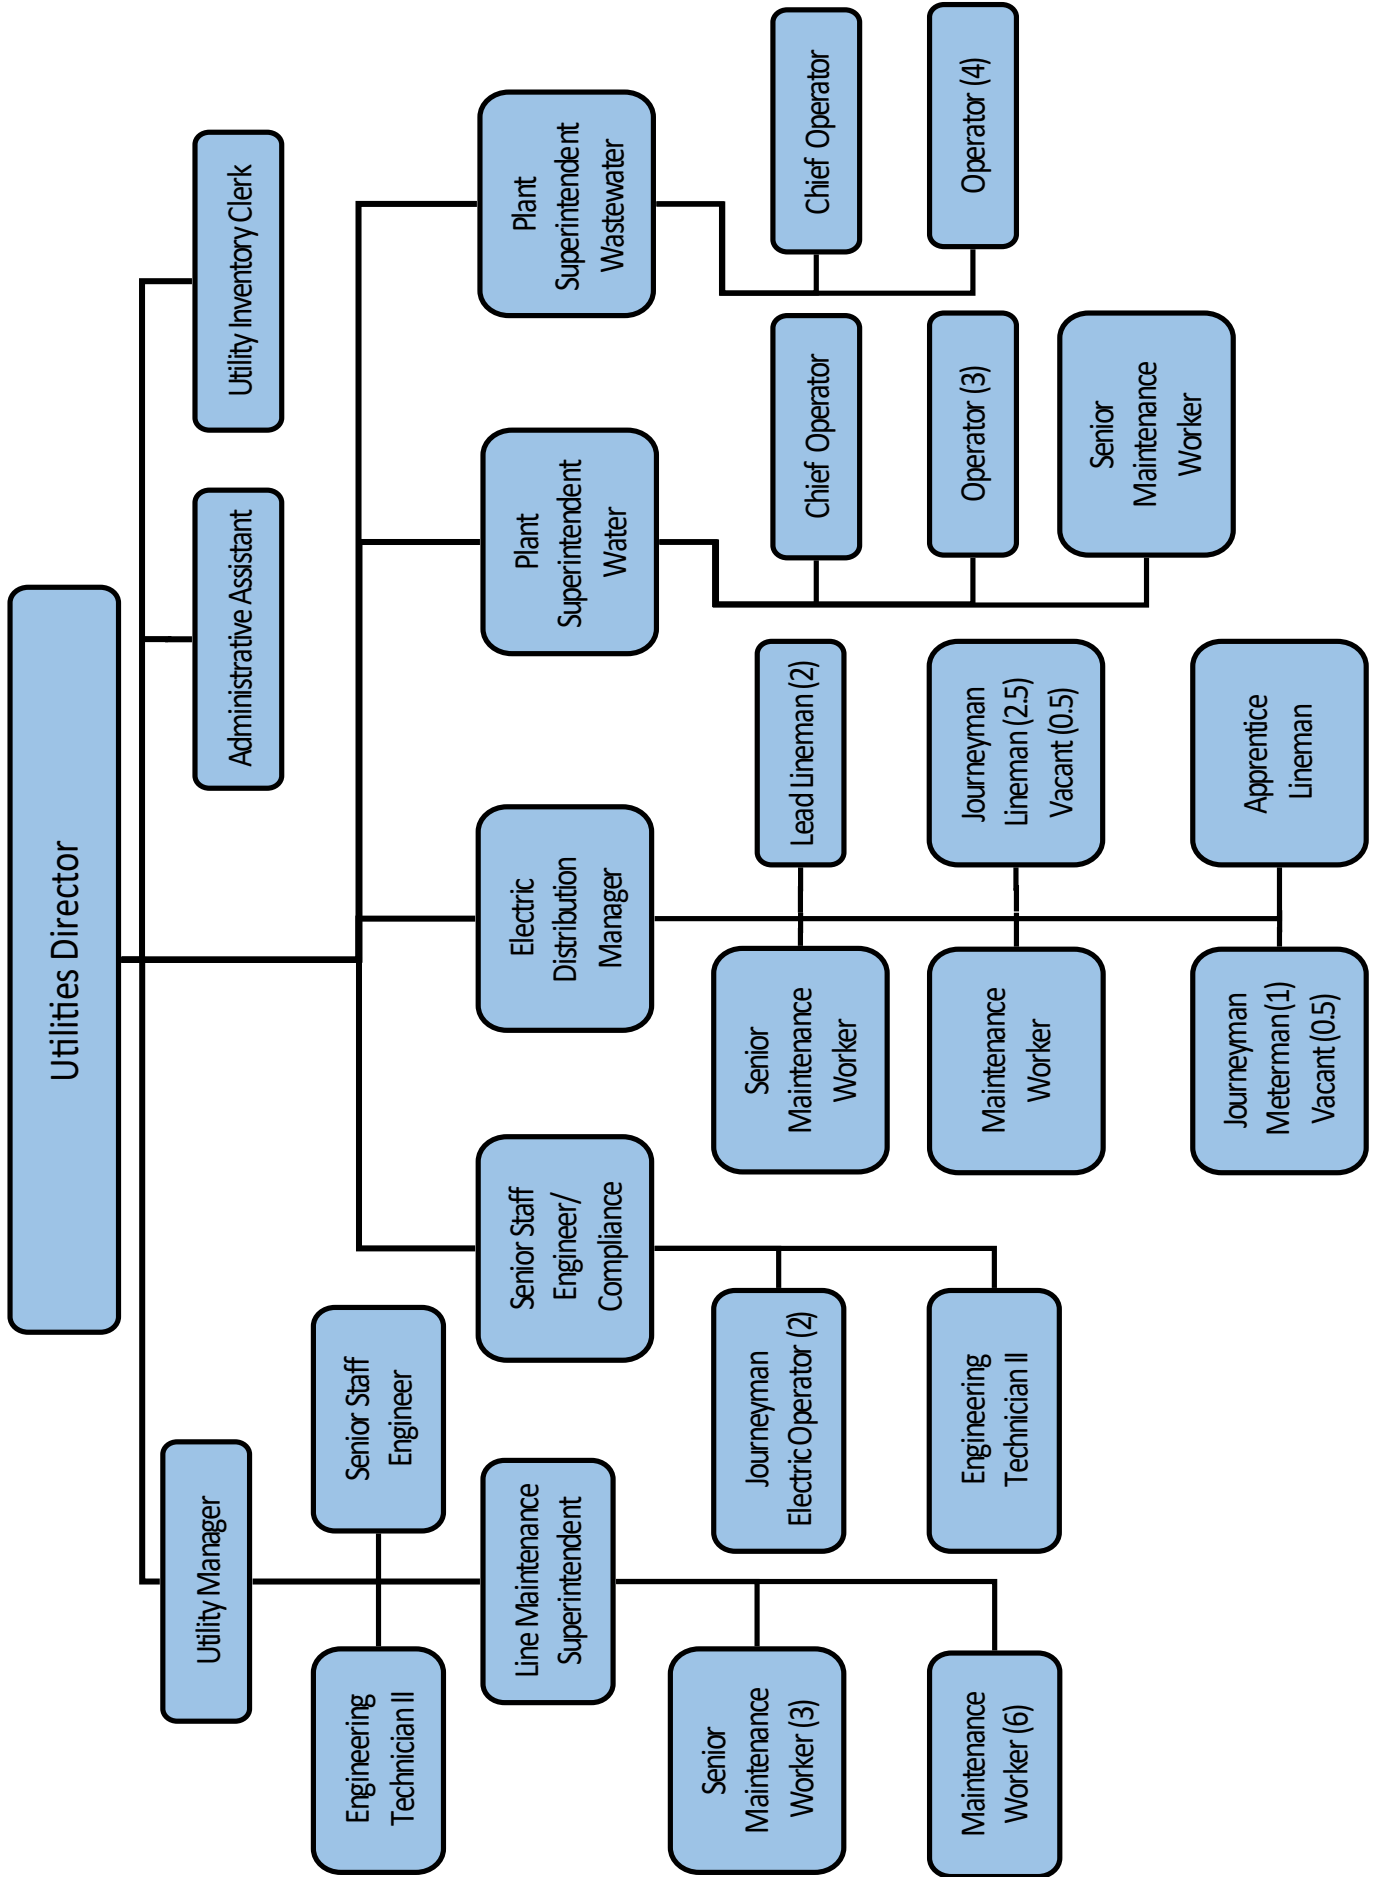 Utilities Director
Utility Manager
Administrative Assistant
Utility Inventory Clerk
Engineering
Technician II
Senior Staff
Engineer
Line Maintenance
Superintendent
Senior Staff
Engineer/
Compliance
Electric
Distribution
Manager
Plant
Superintendent
Water
Plant
Superintendent
Wastewater
Senior
Maintenance
Worker (3)
Maintenance
Worker (6)
Journeyman
Electric Operator (2)
Engineering
Technician II
Senior
Maintenance
Worker
Lead Lineman (2)
Maintenance
Worker
Journeyman
Lineman (2.5)
Vacant (0.5)
Journeyman
Meterman (1)
Vacant (0.5)
Apprentice
Lineman
Chief Operator
Operator (3)
Senior
Maintenance
Worker
Chief Operator
Operator (4)